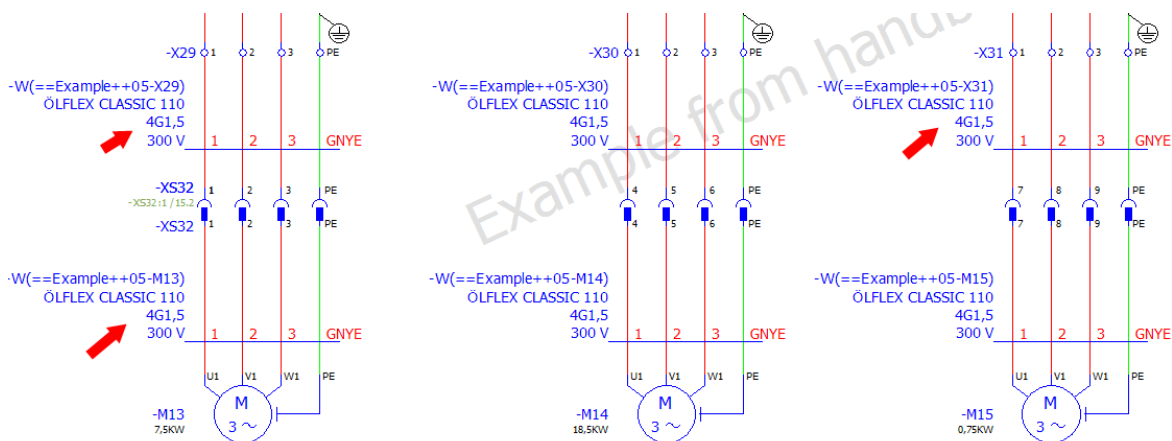 -X29 1 2 3 PE
-W(==Example++05-X29)
ÖLFLEX CLASSIC 110
4G1,5
300 V 1 2 3 GNYE
-XS32 1 2 3 PE
-XS32:1 /15.2
-XS32 1 2 3 PE
-W(==Example++05-M13)
ÖLFLEX CLASSIC 110
4G1,5
300 V 1 2 3 GNYE
U1 V1 W1 PE
-M13 M
7,5KW 3 ~
-X30 1 2 3 PE
-W(==Example++05-X30)
ÖLFLEX CLASSIC 110
4G1,5
300 V 1 2 3 GNYE
4 5 6 PE
4 5 6 PE
-W(==Example++05-M14)
ÖLFLEX CLASSIC 110
4G1,5
300 V 1 2 3 GNYE
U1 V1 W1 PE
-M14 M
18,5KW 3 ~
-X31 1 2 3 PE
-W(==Example++05-X31)
ÖLFLEX CLASSIC 110
4G1,5
300 V 1 2 3 GNYE
7 8 9 PE
7 8 9 PE
-W(==Example++05-M15)
ÖLFLEX CLASSIC 110
4G1,5
300 V 1 2 3 GNYE
U1 V1 W1 PE
-M15 M
0,75KW 3 ~
Example from handb